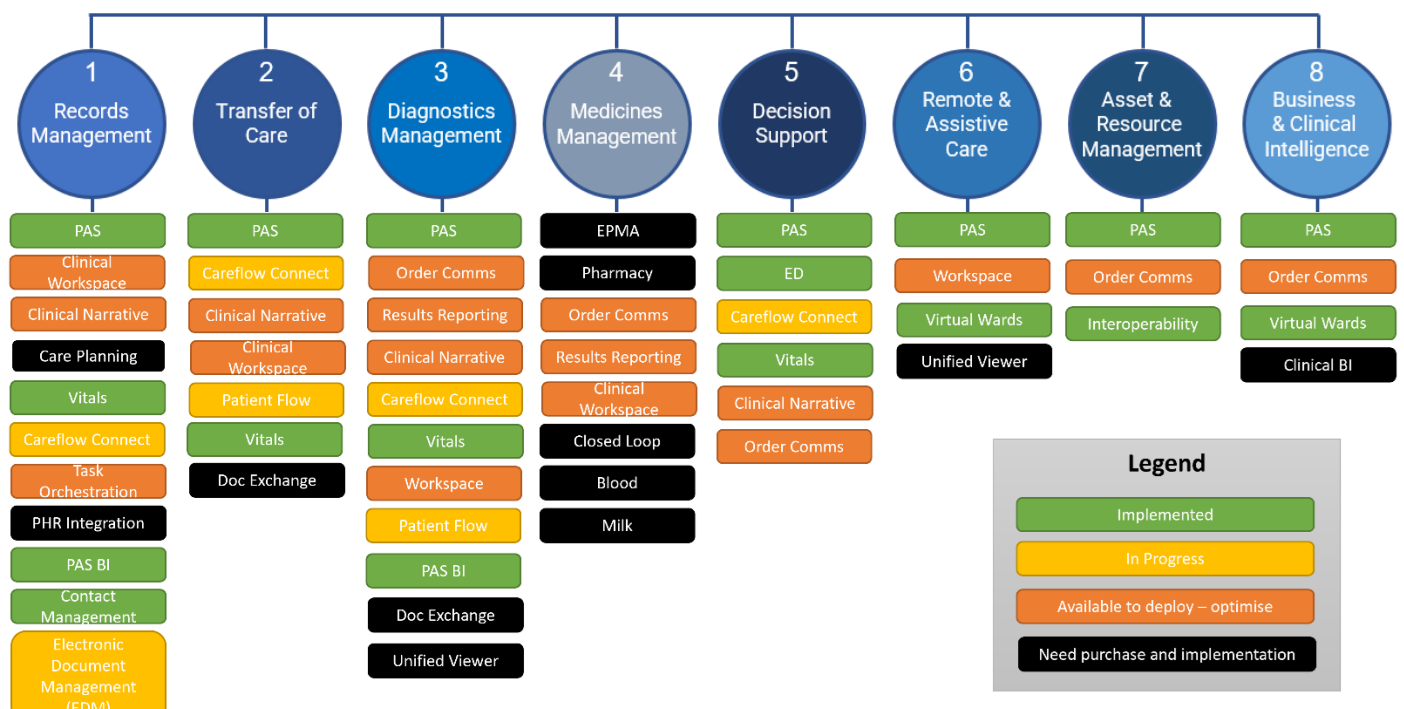 1
Records
Management
PAS
Clinical
Workspace
Clinical Narrative
Care Planning
Vitals
Careflow Connect
Task
Orchestration
PHR Integration
PAS BI
Contact
Management
Electronic
Document
Management
(EDM)
2
Transfer of
Care
PAS
Careflow Connect
Clinical Narrative
Clinical
Workspace
Patient Flow
Vitals
Doc Exchange
3
Diagnostics
Management
PAS
Order Comms
Results Reporting
Clinical Narrative
Careflow Connect
Vitals
Workspace
Patient Flow
PAS BI
Doc Exchange
Unified Viewer
4
Medicines
Management
EPMA
Pharmacy
Order Comms
Results Reporting
Clinical
Workspace
Closed Loop
Blood
Milk
5
Decision
Support
PAS
ED
Careflow Connect
Vitals
Clinical Narrative
Order Comms
6
Remote &
Assistive
Care
PAS
Workspace
Virtual Wards
Unified Viewer
7
Asset &
Resource
Management
PAS
Order Comms
Interoperability
8
Business
& Clinical
Intelligence
PAS
Order Comms
Virtual Wards
Clinical BI
Legend
Implemented
In Progress
Available to deploy – optimise
Need purchase and implementation